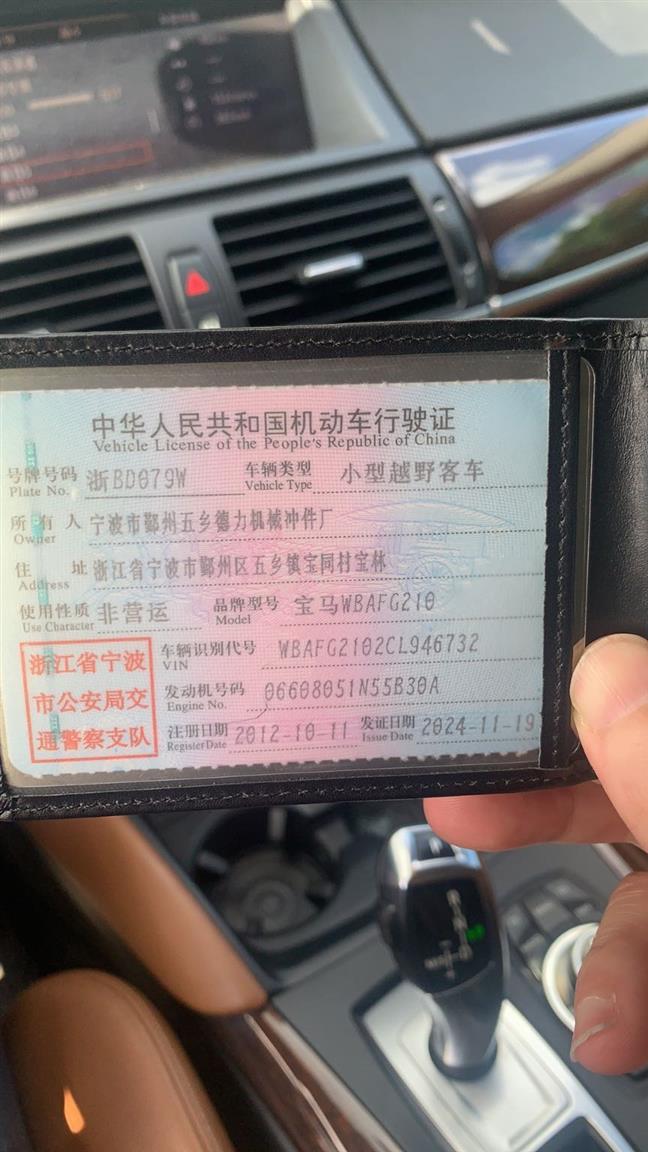 中华人民共和国机动车行驶证
Vehicle License of the People's Republic of China
号牌号码 浙BD079W 车辆类型 小型越野客车
Plate No. Vehicle Type
所有人 宁波市鄞州五乡德力机械冲件厂
Owner
住址 浙江省宁波市鄞州区五乡镇宝同村宝林
Address
使用性质 非营运 品牌型号 宝马WBAFG210
Use Character Model
浙江省宁波
市公安局交
通警察支队
车辆识别代号 WBAFG2102CL946732
VIN
发动机号码 06608051N55B30A
Engine No.
注册日期 2012-10-11 发证日期 2024-11-19
Register Date Issue Date